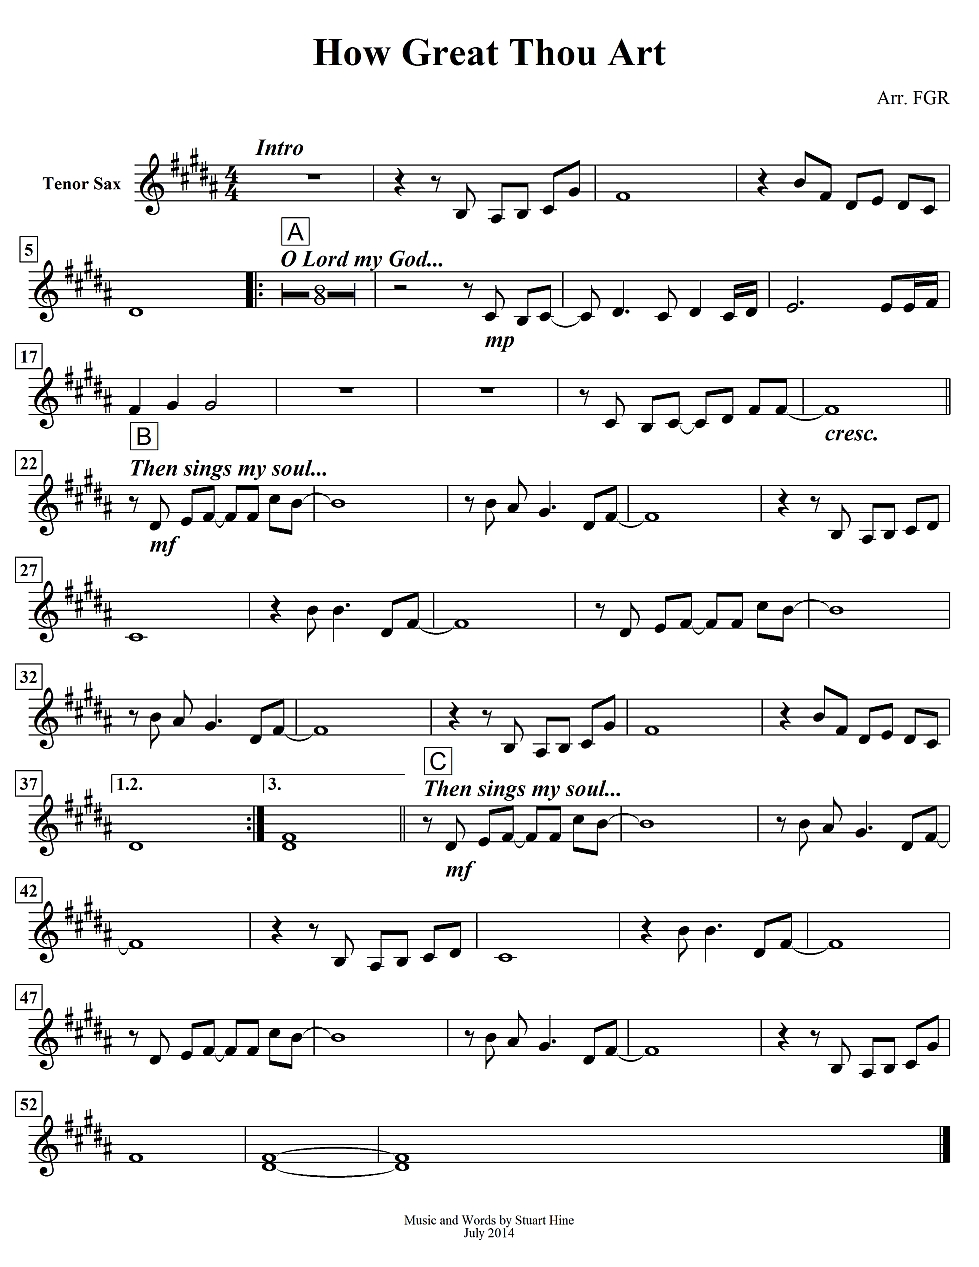 How Great Thou Art
Arr. FGR
Intro
Tenor Sax
4
4
5
A
O Lord my God...
8
mp
17
cresc.
B
22
Then sings my soul...
mf
27
32
C
37
1.2.
3.
Then sings my soul...
mf
42
47
52
Music and Words by Stuart Hine
July 2014